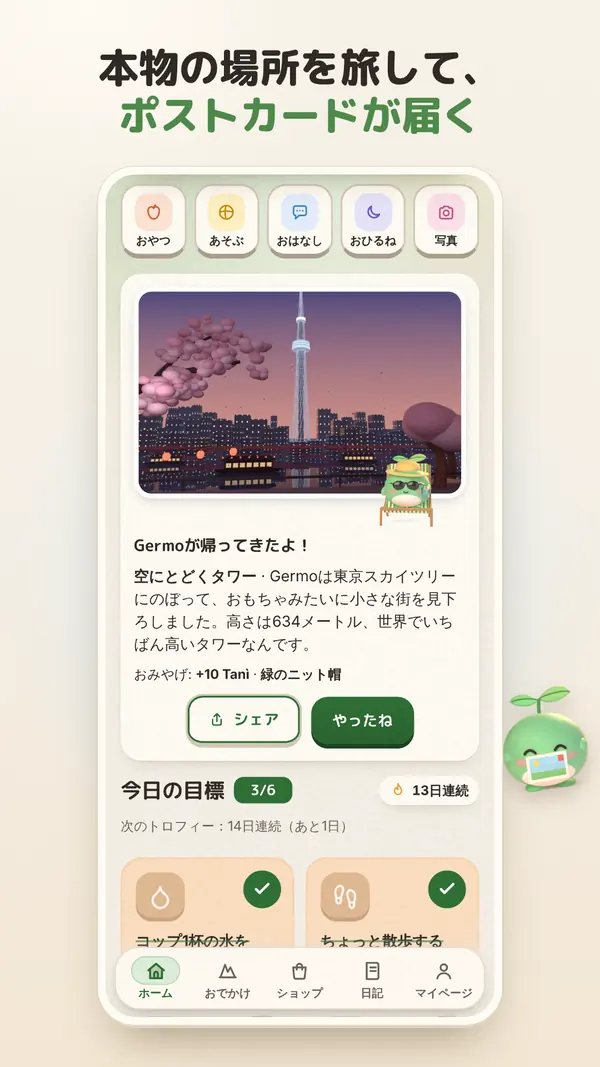 本物の場所を旅して、
ポストカードが届く
おやつ
あそぶ
おはなし
おひるね
写真
Germoが帰ってきたよ！
空にとどくタワー · Germoは東京スカイツリー
にのぼって、おもちゃみたいに小さな街を見下
ろしました。高さは634メートル、世界でいち
ばん高いタワーなんです。
おみやげ: +10 Tani · 緑のニット帽
シェア
やったね
今日の目標
3/6
13日連続
次のトロフィー：14日連続（あと1日）
コップ1杯の水を
ちょっと散歩する
ホーム
おでかけ
ショップ
日記
マイページ